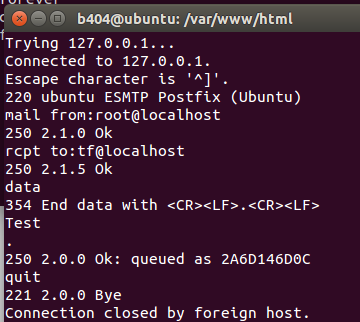 b404@ubuntu: /var/www/html
Trying 127.0.0.1...
Connected to 127.0.0.1.
Escape character is '^]'.
220 ubuntu ESMTP Postfix (Ubuntu)
mail from:root@localhost
250 2.1.0 Ok
rcpt to:tf@localhost
250 2.1.5 Ok
data
354 End data with <CR><LF>.<CR><LF>
Test
.
250 2.0.0 Ok: queued as 2A6D146D0C
quit
221 2.0.0 Bye
Connection closed by foreign host.